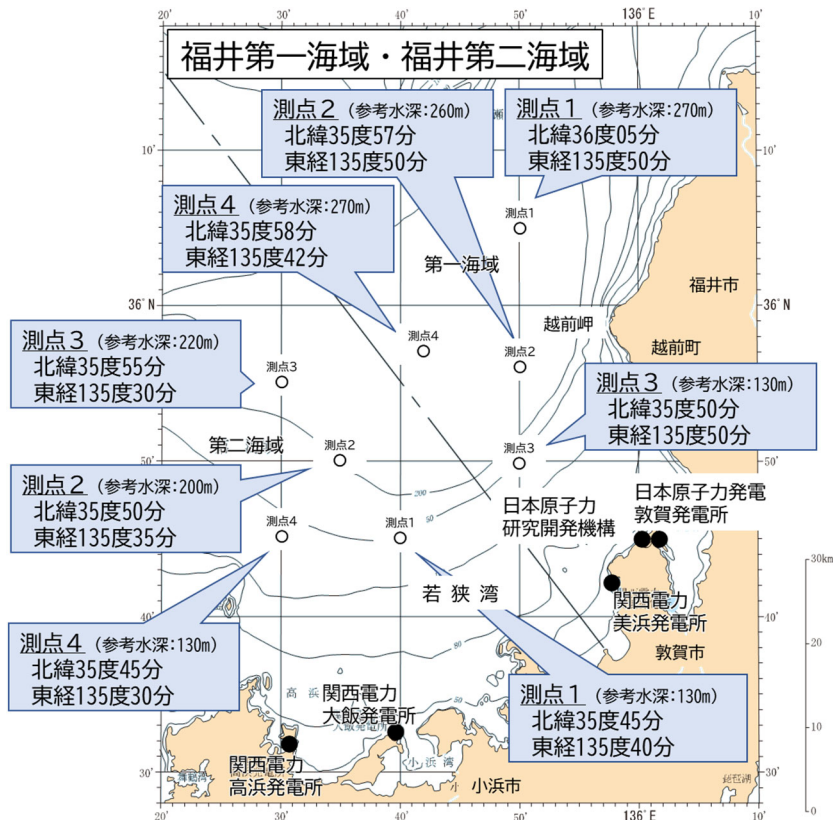 20'
30'
40'
50'
136°E
10'
福井第一海域・福井第二海域
測点2 (参考水深:260m)
北緯35度57分
東経135度50分
測点1 (参考水深:270m)
北緯36度05分
東経135度50分
10'
測点4 (参考水深:270m)
北緯35度58分
東経135度42分
測点1
第一海域
福井市
36°N
36°N
越前岬
測点3 (参考水深:220m)
北緯35度55分
東経135度30分
測点4
越前町
測点3
測点2
測点3 (参考水深:130m)
北緯35度50分
東経135度50分
第二海域
測点2
測点3
50'
50'
測点2 (参考水深:200m)
北緯35度50分
東経135度35分
200
50
日本原子力
研究開発機構
日本原子力発電
敦賀発電所
測点4
測点1
30km
若狭湾
関西電力
美浜発電所
40'
10'
20
測点4 (参考水深:130m)
北緯35度45分
東経135度30分
80
敦賀市
高浜
50
関西電力
大飯発電所
測点1 (参考水深:130m)
北緯35度45分
東経135度40分
10
関西電力
高浜発電所
小浜湾
舞鶴湾
小浜市
琵琶湖
30'
30'
0
20'
30'
40'
50'
136°E
10'